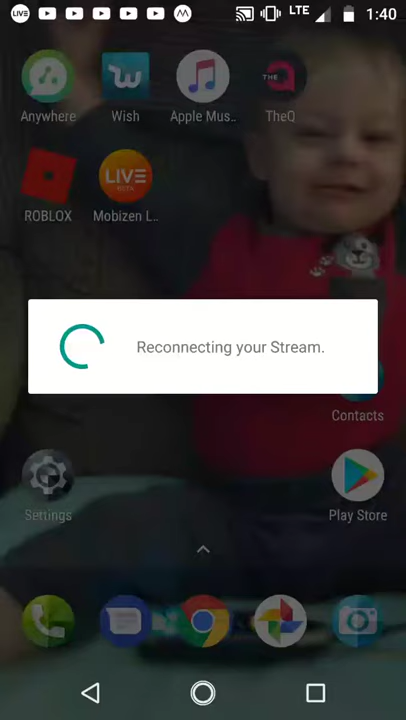 LIVE LTE 1:40
Anywhere Wish Apple Mus.. TheQ
THE
LIVE
BETA
ROBLOX Mobizen L..
Reconnecting your Stream.
Contacts
Settings Play Store